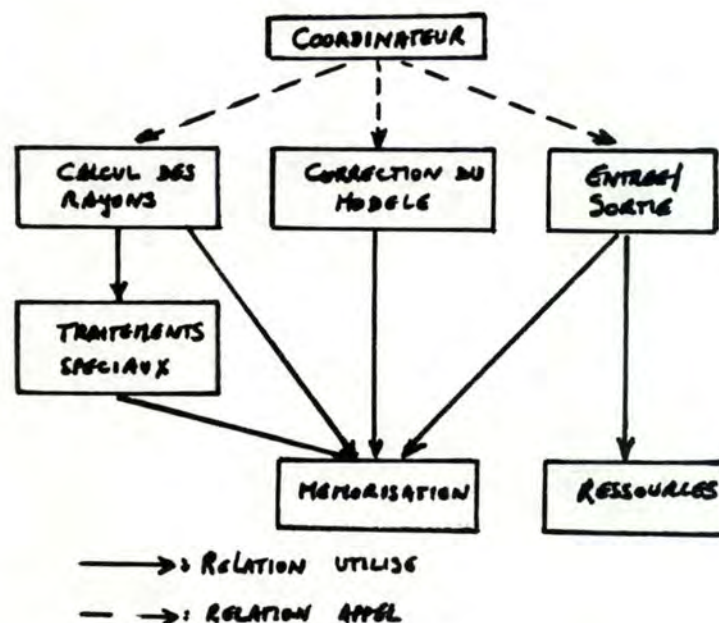 COORDINATEUR
CALCUL DES
RAYONS
CORRECTION DU
MODELE
ENTREE/
SORTIE
TRAITEMENTS
SPECIAUX
MEMORISATION
RESSOURCES
: RELATION UTILISE
: RELATION APPEL